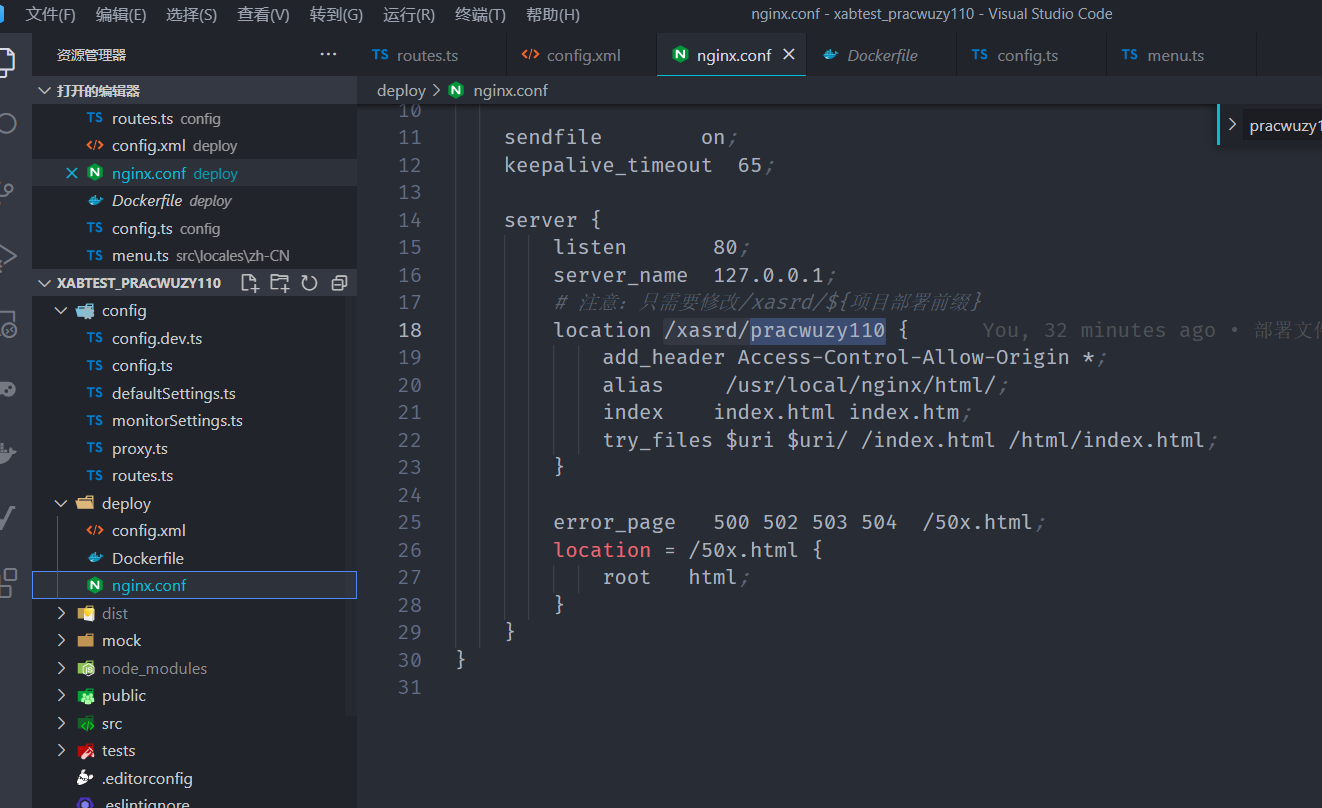 文件(F) 编辑(E) 选择(S) 查看(V) 转到(G) 运行(R) 终端(T) 帮助(H) nginx.conf - xabtest_pracwuzy110 - Visual Studio Code
资源管理器 ···
TS routes.ts
config.xml
nginx.conf
Dockerfile
TS config.ts
TS menu.ts
打开的编辑器
TS routes.ts config
config.xml deploy
nginx.conf deploy
Dockerfile deploy
TS config.ts config
TS menu.ts src\locales\zh-CN
XABTEST_PRACWUZY110
config
TS config.dev.ts
TS config.ts
TS defaultSettings.ts
TS monitorSettings.ts
TS proxy.ts
TS routes.ts
deploy
config.xml
Dockerfile
nginx.conf
dist
mock
node_modules
public
src
tests
.editorconfig
.eslintignore
deploy > nginx.conf
pracwuzy1
10
11 sendfile on;
12 keepalive_timeout 65;
13
14 server {
15 listen 80;
16 server_name 127.0.0.1;
17 # 注意: 只需要修改/xasrd/${项目部署前缀}
18 location /xasrd/pracwuzy110 { You, 32 minutes ago • 部署文
19 add_header Access-Control-Allow-Origin *;
20 alias /usr/local/nginx/html/;
21 index index.html index.htm;
22 try_files $uri $uri/ /index.html /html/index.html;
23 }
24
25 error_page 500 502 503 504 /50x.html;
26 location = /50x.html {
27 root html;
28 }
29 }
30 }
31